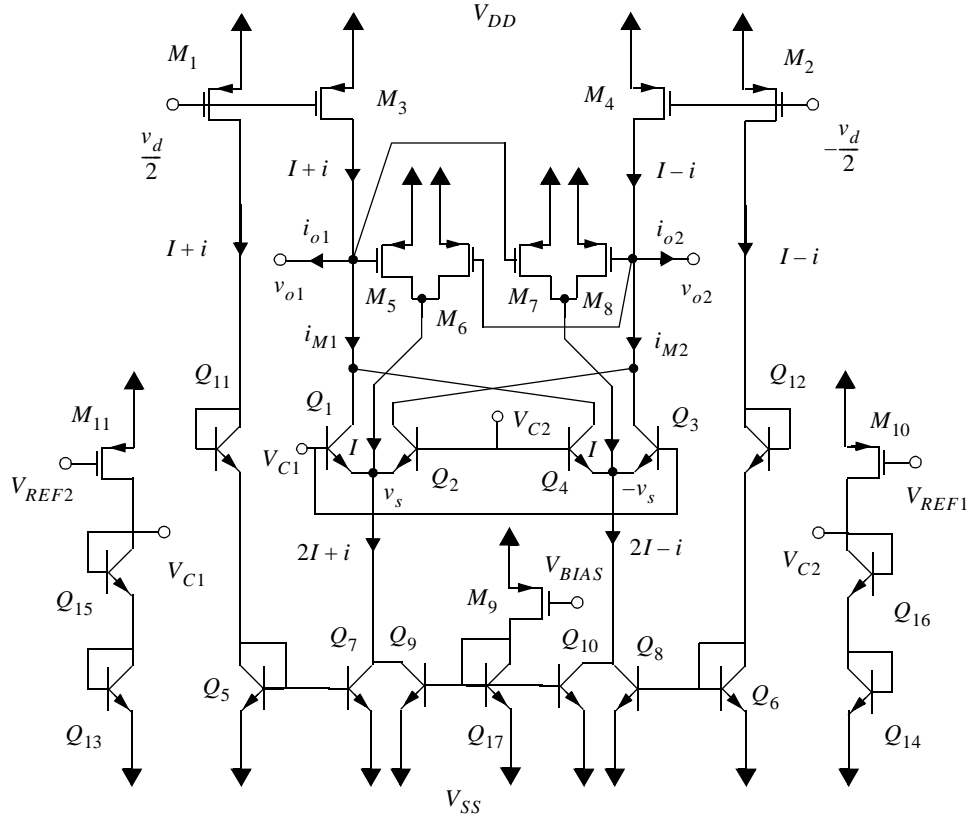 V_DD
M_1
M_3
M_4
M_2
v_d/2
-v_d/2
I+i
I-i
I+i
i_o1
i_o2
I-i
v_o1
M_5
M_6
M_7
M_8
v_o2
i_M1
i_M2
Q_11
Q_1
V_C2
Q_3
Q_12
M_11
V_C1
I
I
M_10
V_REF2
Q_2
Q_4
V_REF1
v_s
-v_s
V_C1
2I+i
2I-i
V_C2
V_BIAS
Q_15
M_9
Q_16
Q_7
Q_9
Q_10
Q_8
Q_5
Q_6
Q_13
Q_17
Q_14
V_SS